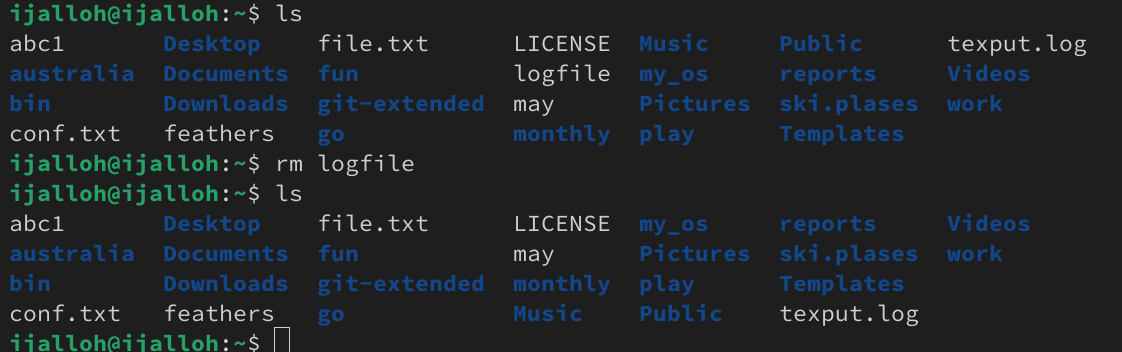 ijalloh@ijalloh:~$ ls
abc1 Desktop file.txt LICENSE Music Public texput.log
australia Documents fun logfile my_os reports Videos
bin Downloads git-extended may Pictures ski.plases work
conf.txt feathers go monthly play Templates
ijalloh@ijalloh:~$ rm logfile
ijalloh@ijalloh:~$ ls
abc1 Desktop file.txt LICENSE my_os reports Videos
australia Documents fun may Pictures ski.plases work
bin Downloads git-extended monthly play Templates
conf.txt feathers go Music Public texput.log
ijalloh@ijalloh:~$